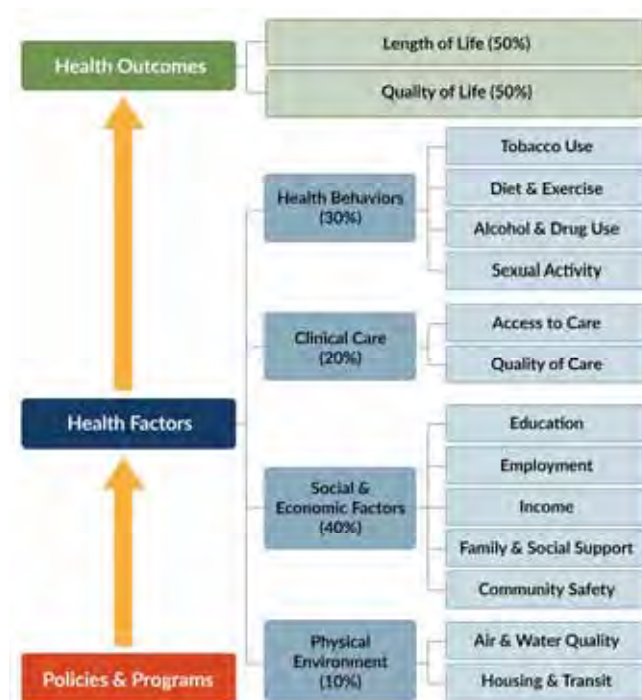 Health Outcomes
Length of Life (50%)
Quality of Life (50%)
Health Behaviors
(30%)
Tobacco Use
Diet & Exercise
Alcohol & Drug Use
Sexual Activity
Clinical Care
(20%)
Access to Care
Quality of Care
Health Factors
Social &
Economic Factors
(40%)
Education
Employment
Income
Family & Social Support
Community Safety
Physical
Environment
(10%)
Air & Water Quality
Housing & Transit
Policies & Programs